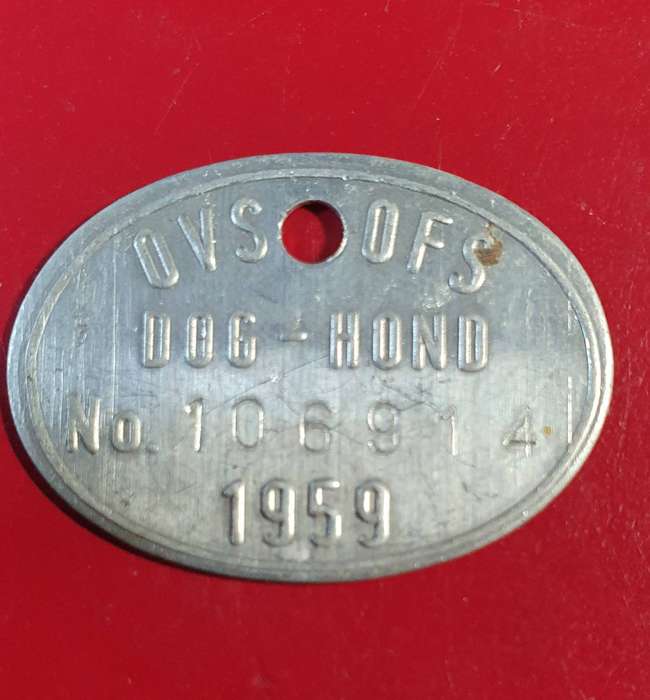 OVS OFS
DOG - HOND
No. 106914
1959